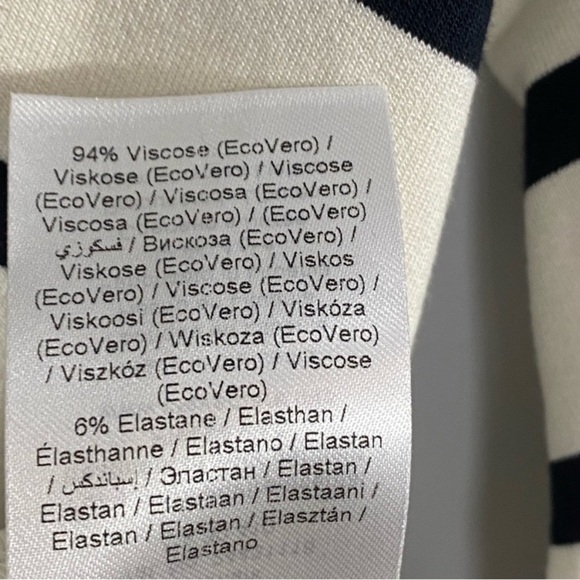 94% Viscose (EcoVero) /
Viskose (EcoVero) / Viscose
(EcoVero) / Viscosa (EcoVero) /
Viscosa (EcoVero) / (EcoVero)
فسكوزي / Вискоза (EcoVero) /
Viskose (EcoVero) / Viskos
(EcoVero) / Viscose (EcoVero) /
Viskoosi (EcoVero) / Viskóza
(EcoVero) / Wiskoza (EcoVero)
/ Viszkóz (EcoVero) / Viscose
(EcoVero)
6% Elastane / Elasthan /
Élasthanne / Elastano / Elastan
/ إسباندكس / Эластан / Elastan /
Elastan / Elastaan / Elastaani /
Elastan / Elastan / Elasztán /
Elastano